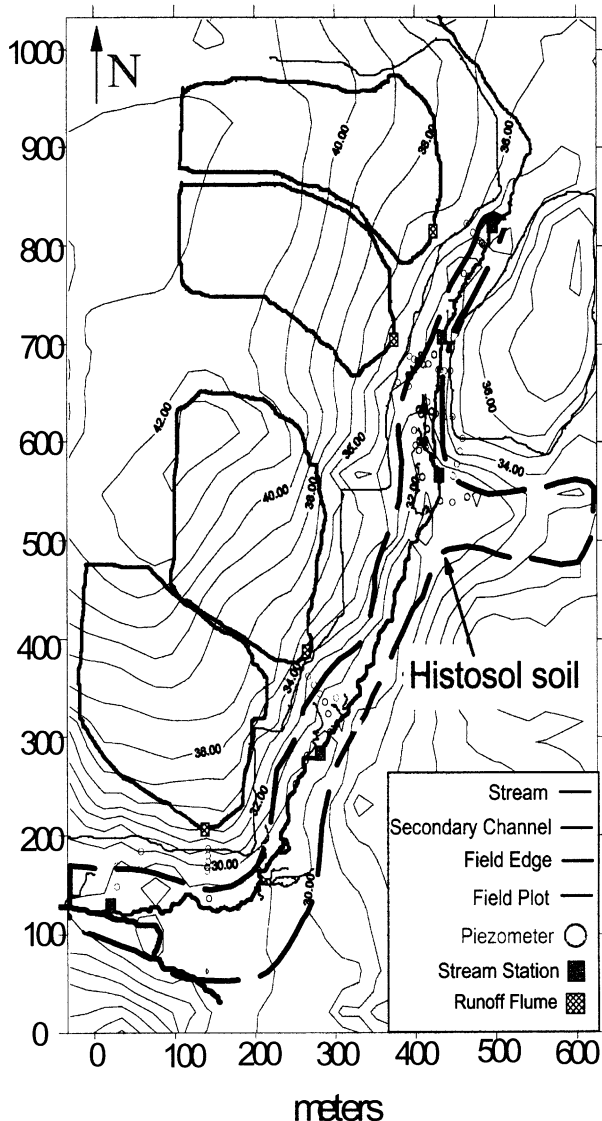 1000
N
900
800
700
600
500
400
300
200
100
0
40.00
38.00
36.00
36.00
34.00
42.00
40.00
38.00
36.00
32.00
34.00
38.00
32.00
30.00
30.00
Histosol soil
Stream
Secondary Channel
Field Edge
Field Plot
Piezometer
Stream Station
Runoff Flume
0 100 200 300 400 500 600
meters